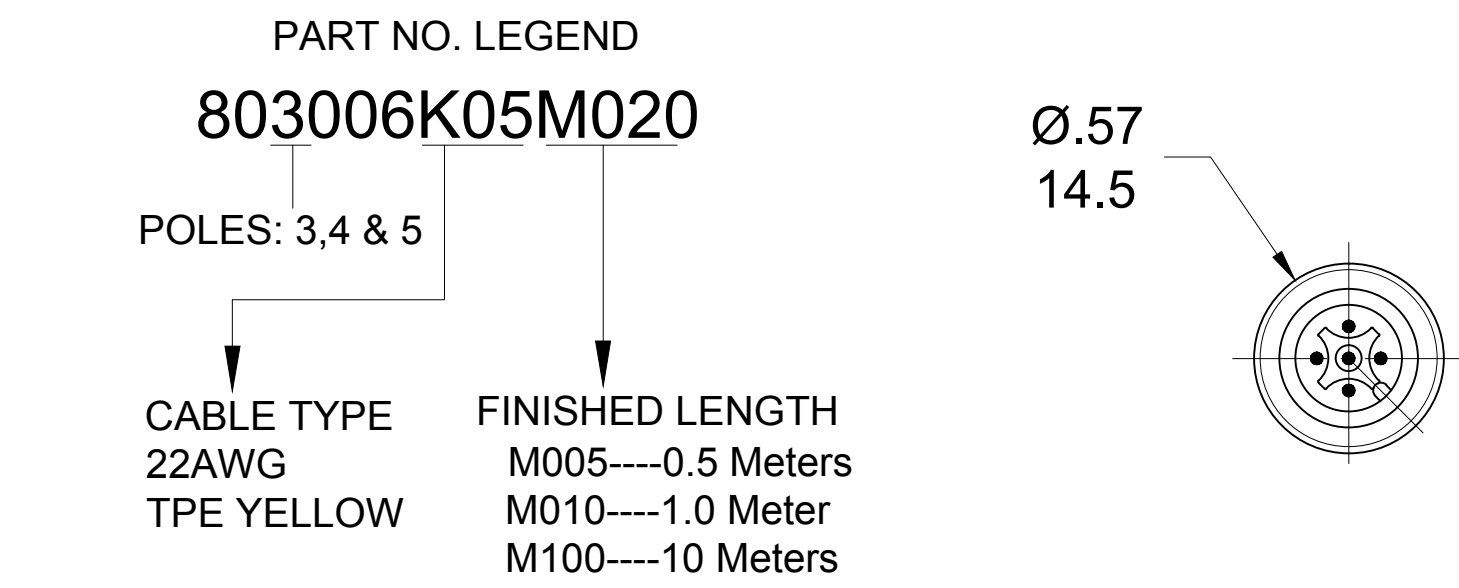 PART NO. LEGEND
803006K05M020
POLES: 3,4 & 5
CABLE TYPE
22AWG
TPE YELLOW
FINISHED LENGTH
M005----0.5 Meters
M010----1.0 Meter
M100----10 Meters
Ø.57
14.5